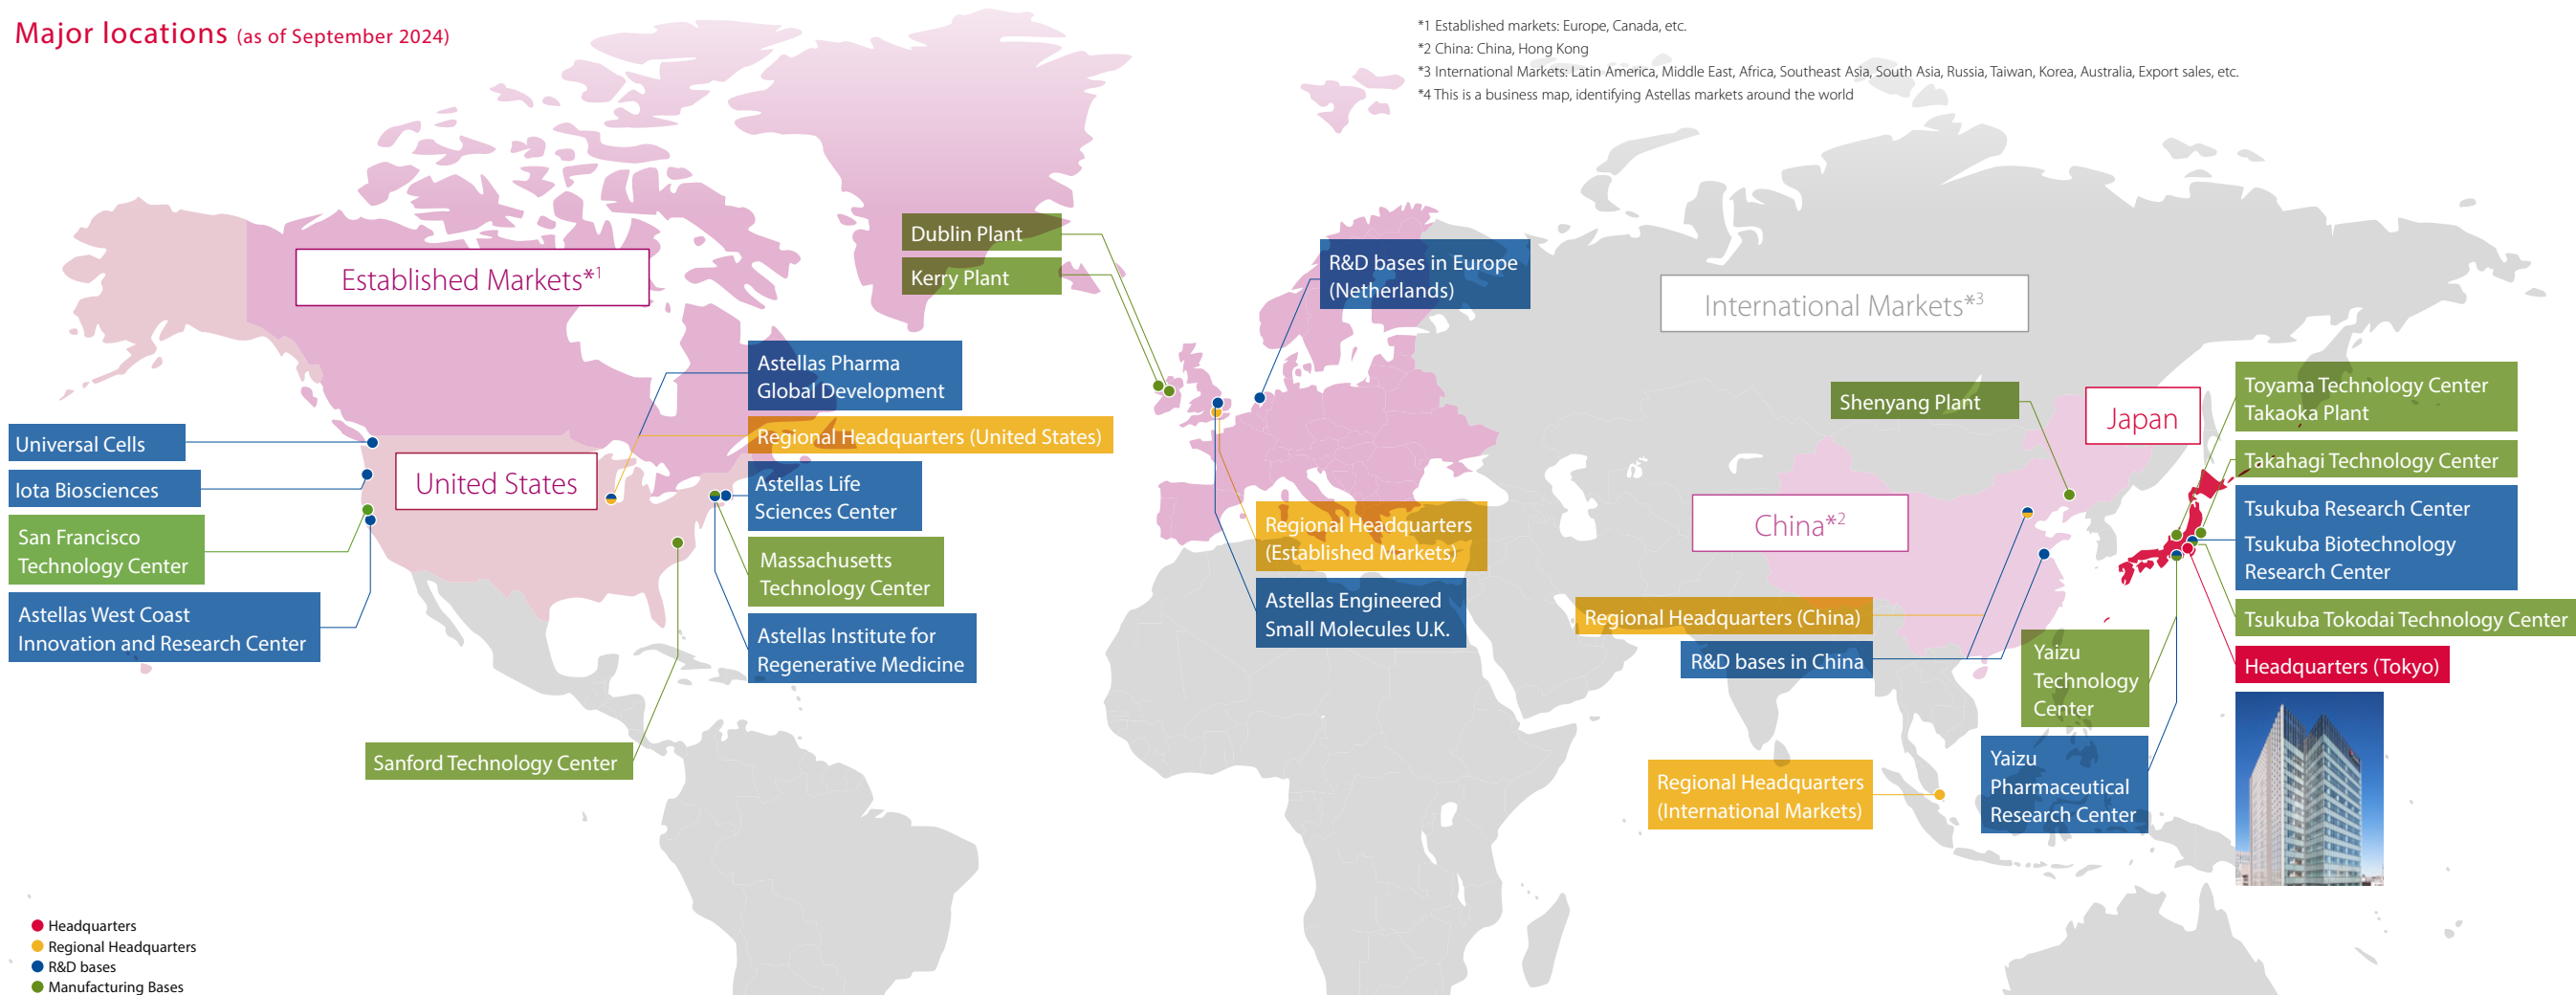 Major locations (as of September 2024)
*1 Established markets: Europe, Canada, etc.
*2 China: China, Hong Kong
*3 International Markets: Latin America, Middle East, Africa, Southeast Asia, South Asia, Russia, Taiwan, Korea, Australia, Export sales, etc.
*4 This is a business map, identifying Astellas markets around the world
Established Markets*1
United States
Universal Cells
Iota Biosciences
San Francisco
Technology Center
Astellas West Coast
Innovation and Research Center
Sanford Technology Center
Astellas Pharma
Global Development
Regional Headquarters (United States)
Astellas Life
Sciences Center
Massachusetts
Technology Center
Astellas Institute for
Regenerative Medicine
Dublin Plant
Kerry Plant
R&D bases in Europe
(Netherlands)
Regional Headquarters
(Established Markets)
Astellas Engineered
Small Molecules U.K.
International Markets*3
Shenyang Plant
China*2
Regional Headquarters (China)
R&D bases in China
Regional Headquarters
(International Markets)
Japan
Toyama Technology Center
Takaoka Plant
Takahagi Technology Center
Tsukuba Research Center
Tsukuba Biotechnology
Research Center
Tsukuba Tokodai Technology Center
Headquarters (Tokyo)
Yaizu
Technology
Center
Yaizu
Pharmaceutical
Research Center
Headquarters
Regional Headquarters
R&D bases
Manufacturing Bases